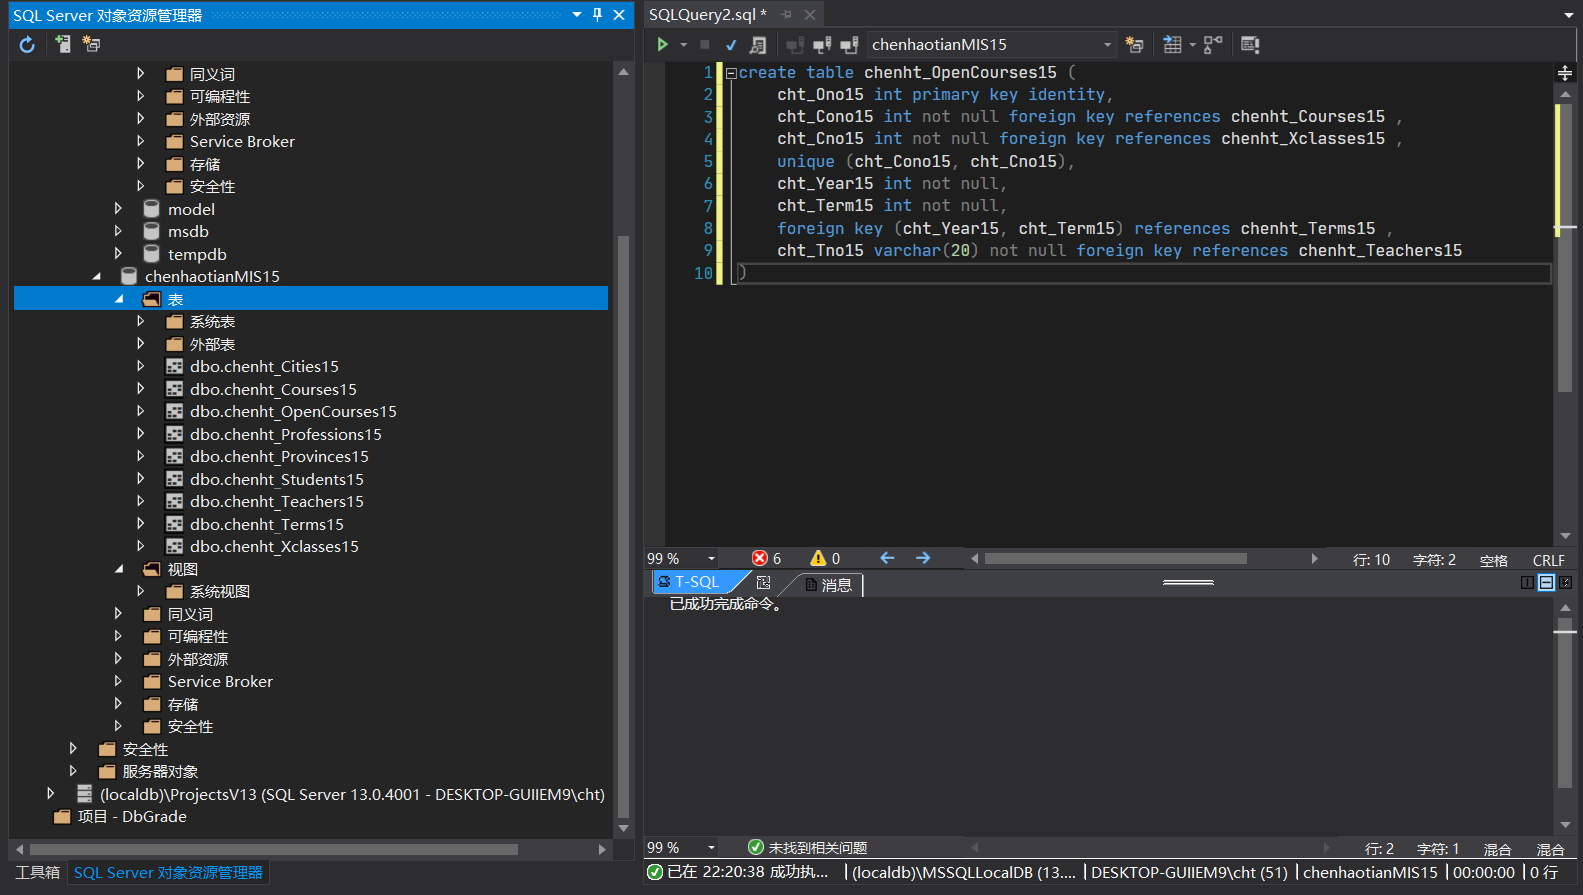 SQL Server 对象资源管理器
同义词
可编程性
外部资源
Service Broker
存储
安全性
model
msdb
tempdb
chenhaotianMIS15
表
系统表
外部表
dbo.chenht_Cities15
dbo.chenht_Courses15
dbo.chenht_OpenCourses15
dbo.chenht_Professions15
dbo.chenht_Provinces15
dbo.chenht_Students15
dbo.chenht_Teachers15
dbo.chenht_Terms15
dbo.chenht_Xclasses15
视图
系统视图
同义词
可编程性
外部资源
Service Broker
存储
安全性
安全性
服务器对象
(localdb)\ProjectsV13 (SQL Server 13.0.4001 - DESKTOP-GUIIEM9\cht)
项目 - DbGrade
工具箱 SQL Server 对象资源管理器
SQLQuery2.sql *
chenhaotianMIS15
1 create table chenht_OpenCourses15 (
2 cht_Ono15 int primary key identity,
3 cht_Cono15 int not null foreign key references chenht_Courses15 ,
4 cht_Cno15 int not null foreign key references chenht_Xclasses15 ,
5 unique (cht_Cono15, cht_Cno15),
6 cht_Year15 int not null,
7 cht_Term15 int not null,
8 foreign key (cht_Year15, cht_Term15) references chenht_Terms15 ,
9 cht_Tno15 varchar(20) not null foreign key references chenht_Teachers15
10 )
99 % 6 0 行: 10 字符: 2 空格 CRLF
T-SQL 消息
已成功完成命令。
99 % 未找到相关问题 行: 2 字符: 1 混合 混合
已在 22:20:38 成功执... (localdb)\MSSQLLocalDB (13.... DESKTOP-GUIIEM9\cht (51) chenhaotianMIS15 00:00:00 0 行